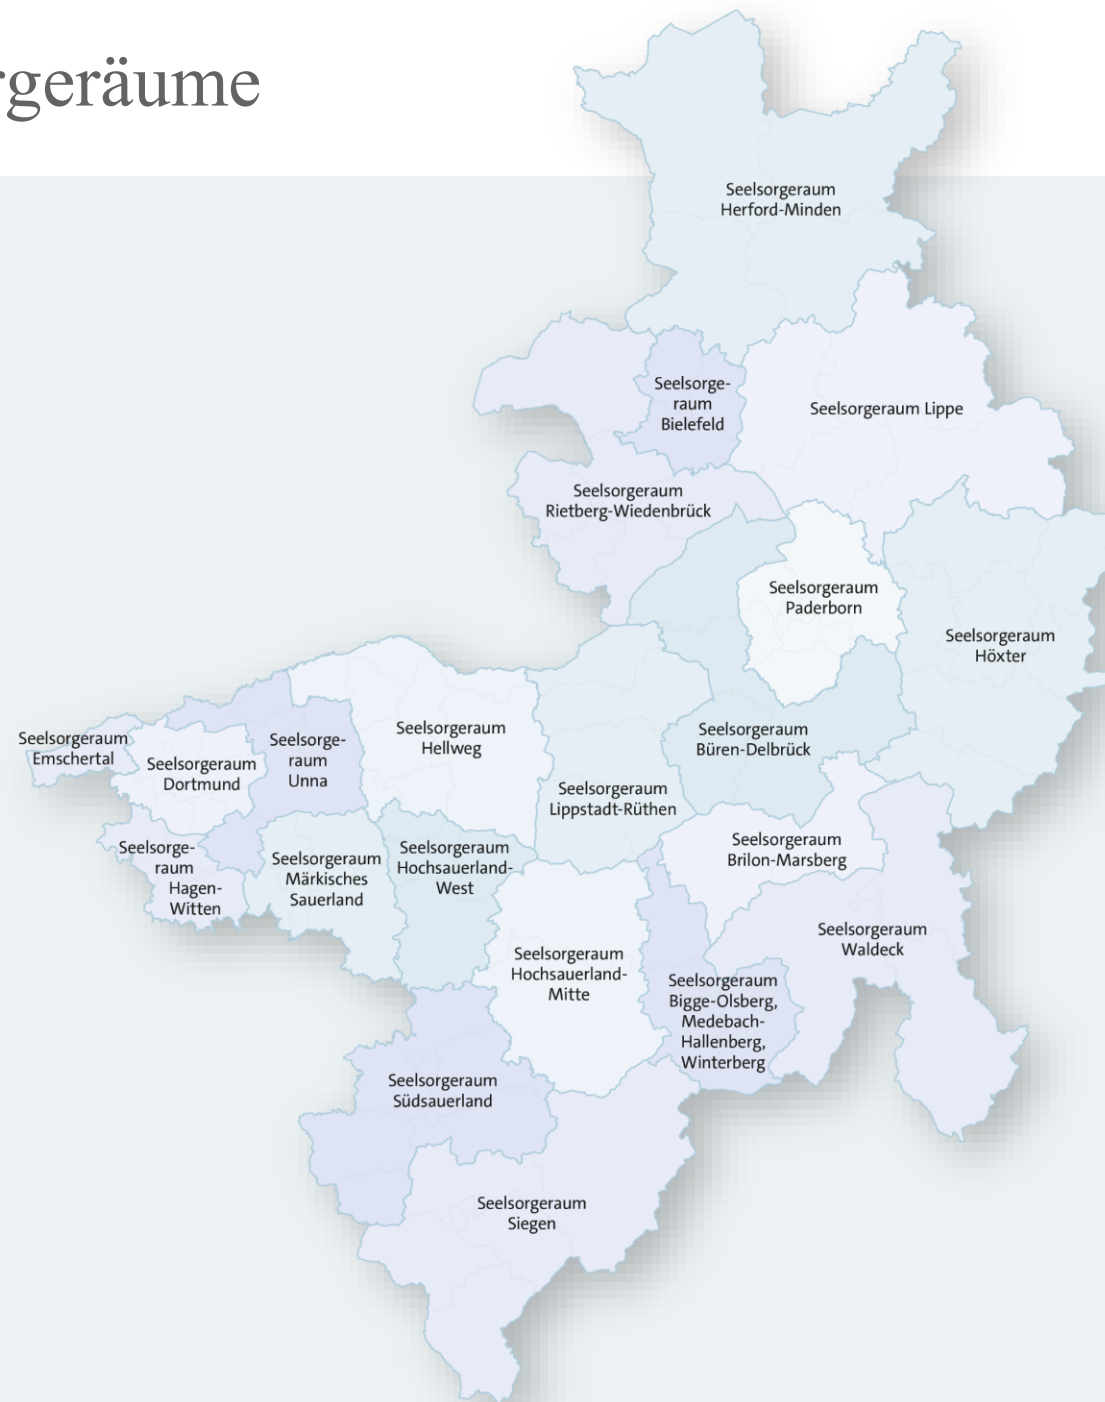 rgeräume
Seelsorgeraum
Herford-Minden
Seelsorge-
raum
Bielefeld
Seelsorgeraum Lippe
Seelsorgeraum
Rietberg-Wiedenbrück
Seelsorgeraum
Paderborn
Seelsorgeraum
Höxter
Seelsorgeraum
Emschertal
Seelsorgeraum
Dortmund
Seelsorge-
raum
Unna
Seelsorgeraum
Hellweg
Seelsorgeraum
Büren-Delbrück
Seelsorgeraum
Lippstadt-Rüthen
Seelsorge-
raum
Hagen-
Witten
Seelsorgeraum
Märkisches
Sauerland
Seelsorgeraum
Hochsauerland-
West
Seelsorgeraum
Brilon-Marsberg
Seelsorgeraum
Hochsauerland-
Mitte
Seelsorgeraum
Waldeck
Seelsorgeraum
Bigge-Olsberg,
Medebach-
Hallenberg,
Winterberg
Seelsorgeraum
Südsauerland
Seelsorgeraum
Siegen